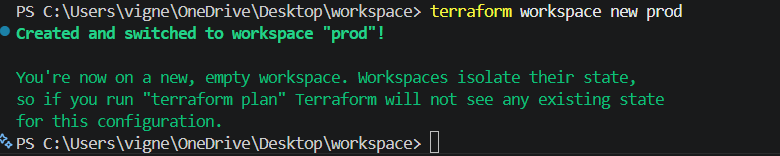 PS C:\Users\vigne\OneDrive\Desktop\workspace> terraform workspace new prod
Created and switched to workspace "prod"!
You're now on a new, empty workspace. Workspaces isolate their state,
so if you run "terraform plan" Terraform will not see any existing state
for this configuration.
PS C:\Users\vigne\OneDrive\Desktop\workspace>